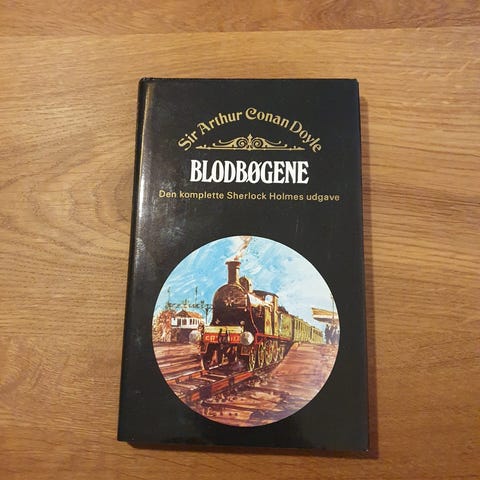 Sir Arthur Conan Doyle
BLODBØGENE
Den komplette Sherlock Holmes udgave